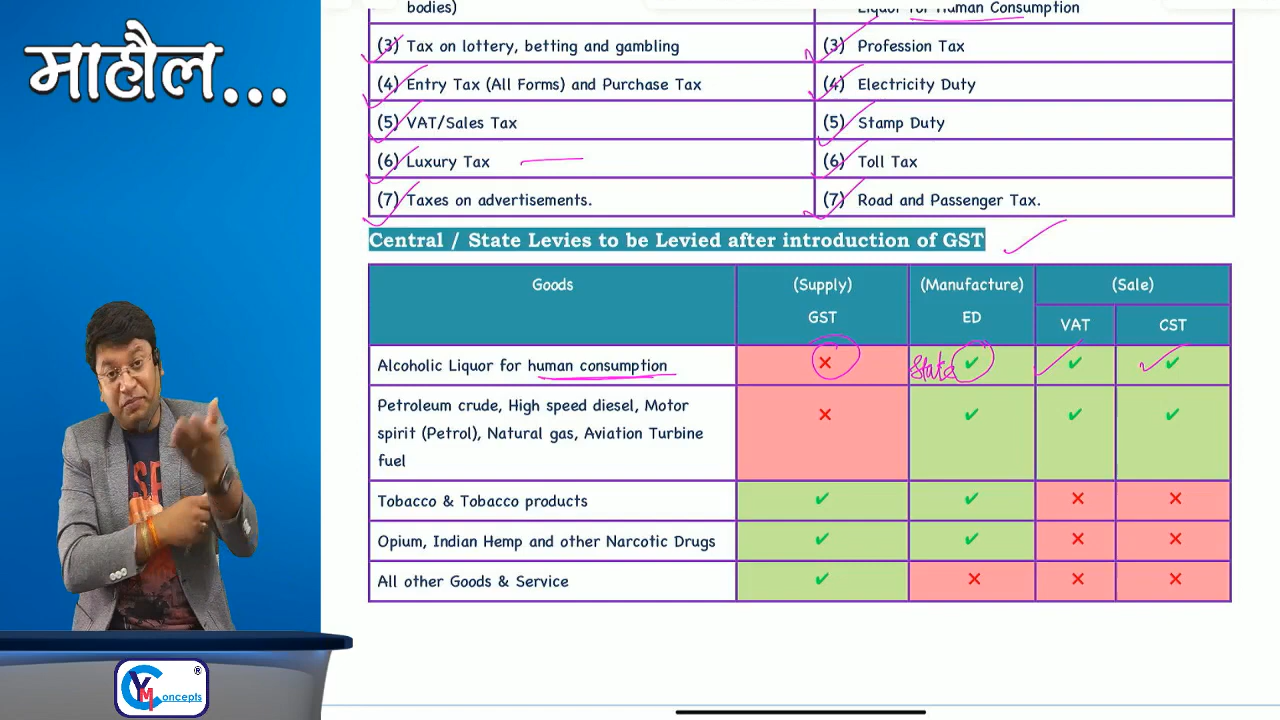 माहौल...
bodies)
Liquor for Human Consumption
(3) Tax on lottery, betting and gambling
(3) Profession Tax
(4) Entry Tax (All Forms) and Purchase Tax
(4) Electricity Duty
(5) VAT/Sales Tax
(5) Stamp Duty
(6) Luxury Tax
(6) Toll Tax
(7) Taxes on advertisements.
(7) Road and Passenger Tax.
Central / State Levies to be Levied after introduction of GST
Goods
(Supply)
GST
(Manufacture)
ED
(Sale)
VAT
CST
Alcoholic Liquor for human consumption
✗
State
✓
✓
✓
Petroleum crude, High speed diesel, Motor
spirit (Petrol), Natural gas, Aviation Turbine
fuel
✗
✓
✓
✓
Tobacco & Tobacco products
✓
✓
✗
✗
Opium, Indian Hemp and other Narcotic Drugs
✓
✓
✗
✗
All other Goods & Service
✓
✗
✗
✗
CYM
oncepts
®